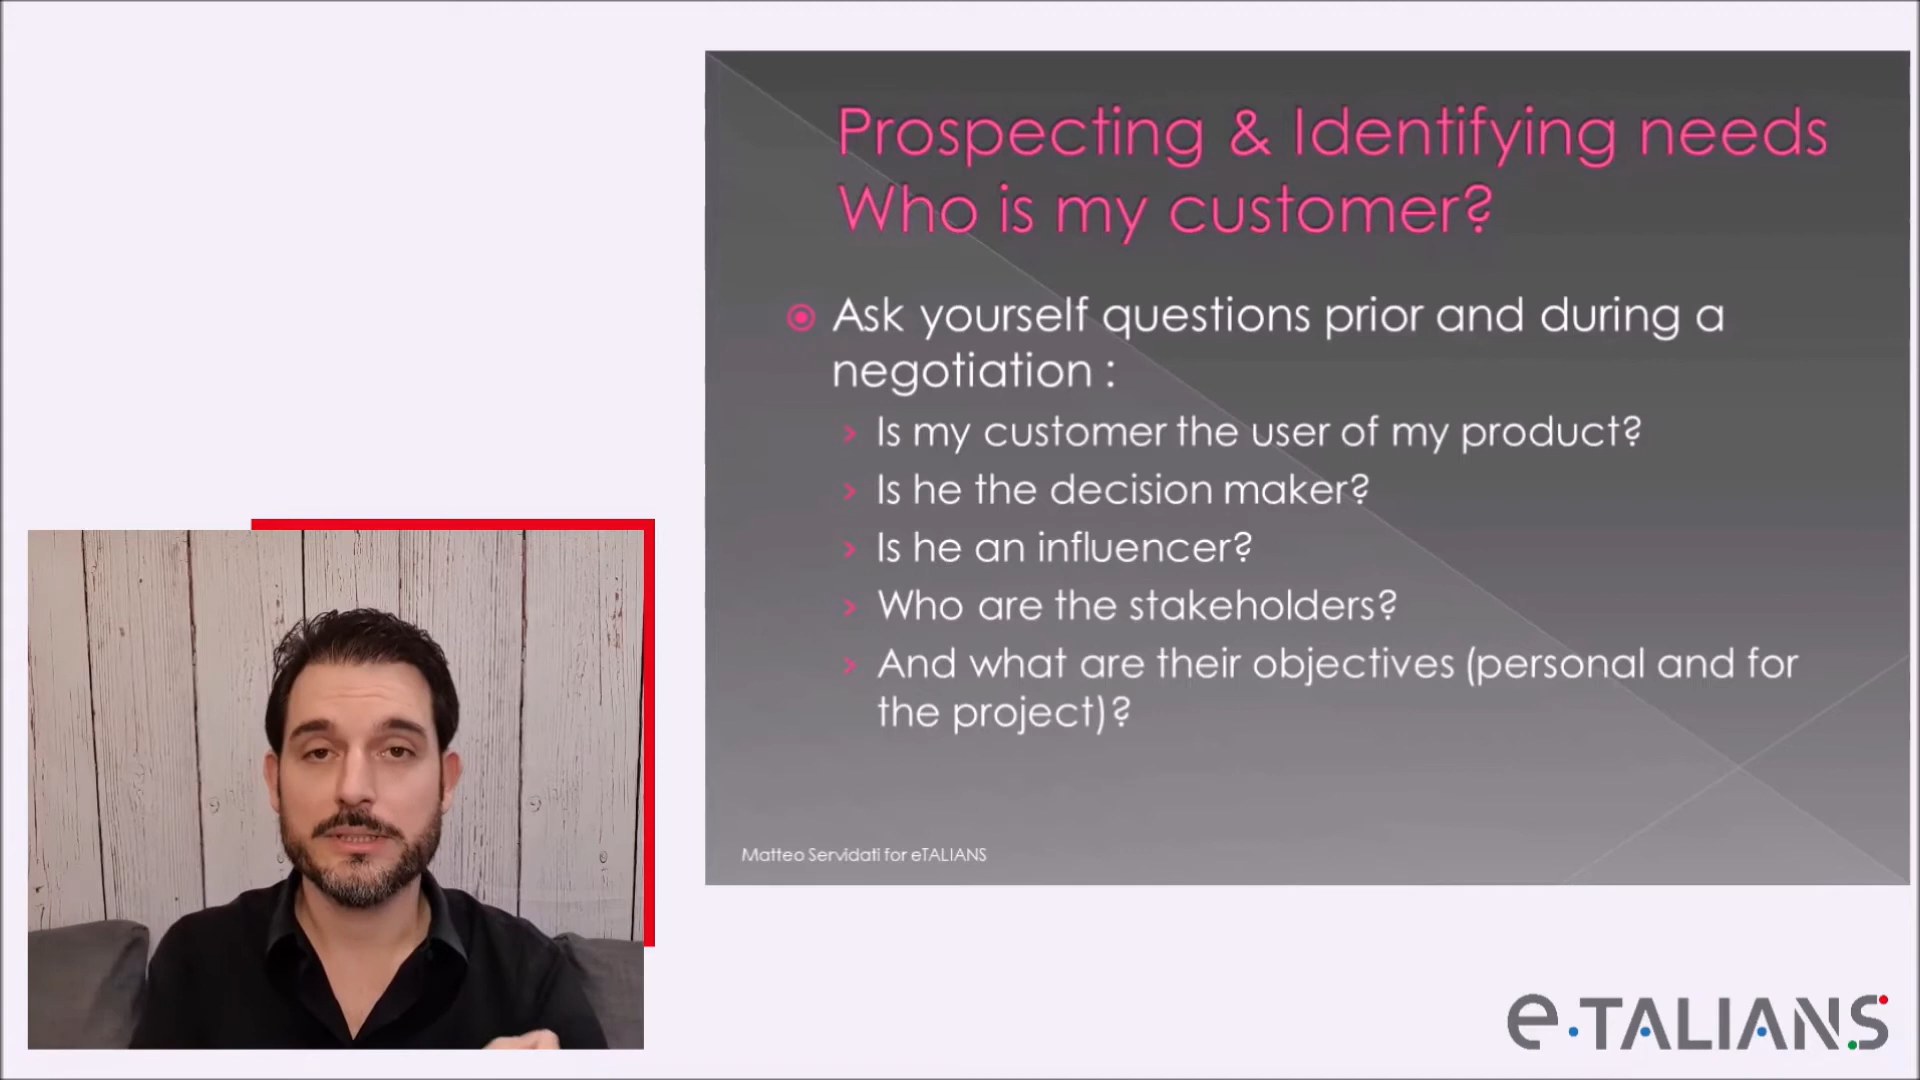 Prospecting & Identifying needs
Who is my customer?
Ask yourself questions prior and during a
negotiation :
Is my customer the user of my product?
Is he the decision maker?
Is he an influencer?
Who are the stakeholders?
And what are their objectives (personal and for
the project)?
Matteo Servidati for eTALIANS
e.TALIANS